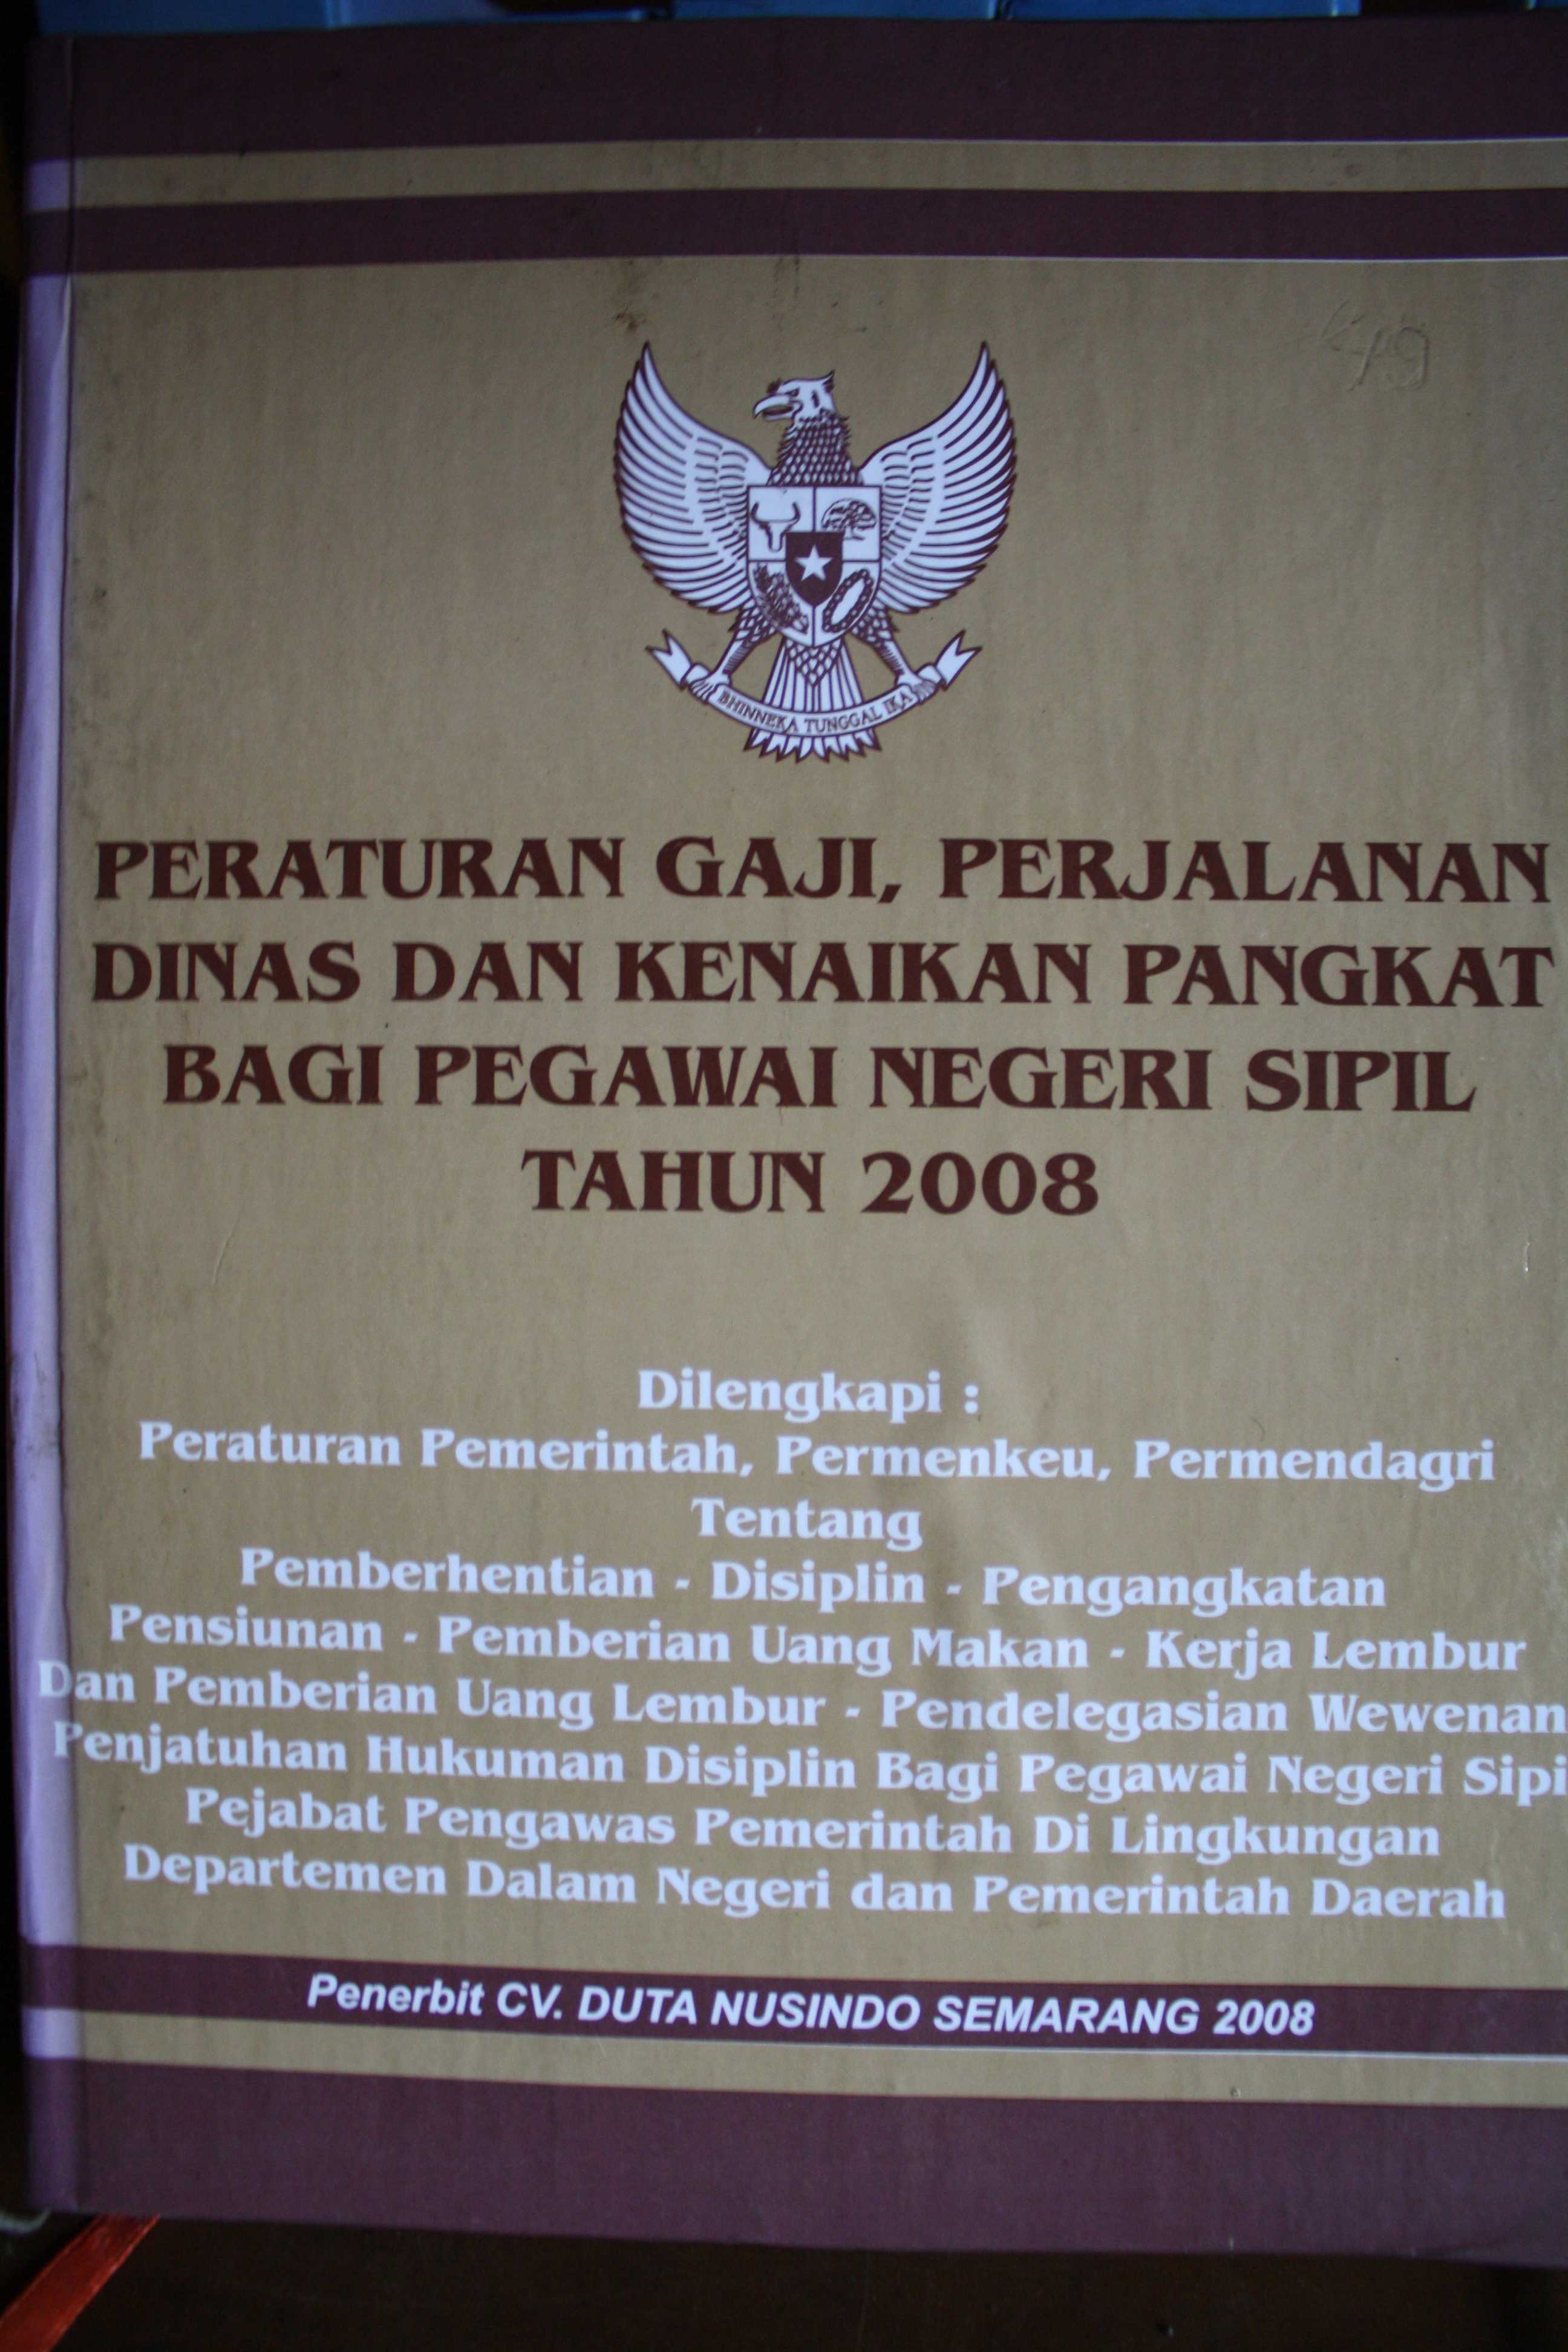 BHINNEKA TUNGGAL IKA
PERATURAN GAJI, PERJALANAN
DINAS DAN KENAIKAN PANGKAT
BAGI PEGAWAI NEGERI SIPIL
TAHUN 2008
Dilengkapi :
Peraturan Pemerintah, Permenkeu, Permendagri
Tentang
Pemberhentian - Disiplin - Pengangkatan
Pensiunan - Pemberian Uang Makan - Kerja Lembur
Dan Pemberian Uang Lembur - Pendelegasian Wewenan
Penjatuhan Hukuman Disiplin Bagi Pegawai Negeri Sipi
Pejabat Pengawas Pemerintah Di Lingkungan
Departemen Dalam Negeri dan Pemerintah Daerah
Penerbit CV. DUTA NUSINDO SEMARANG 2008